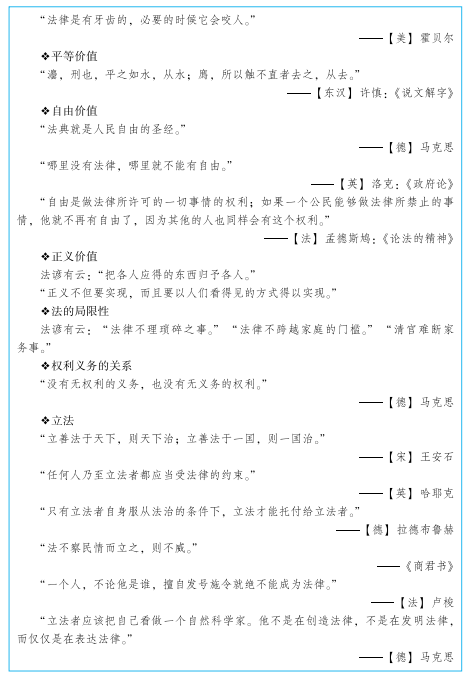 “法律是有牙齿的，必要的时候它会咬人。”
——【美】霍贝尔
❖平等价值
“灋，刑也，平之如水，从水；廌，所以触不直者去之，从去。”
——【东汉】许慎：《说文解字》
❖自由价值
“法典就是人民自由的圣经。”
——【德】马克思
“哪里没有法律，哪里就不能有自由。”
——【英】洛克：《政府论》
“自由是做法律所许可的一切事情的权利；如果一个公民能够做法律所禁止的事
情，他就不再有自由了，因为其他的人也同样会有这个权利。”
——【法】孟德斯鸠：《论法的精神》
❖正义价值
法谚有云：“把各人应得的东西归予各人。”
“正义不但要实现，而且要以人们看得见的方式得以实现。”
❖法的局限性
法谚有云：“法律不理琐碎之事。”“法律不跨越家庭的门槛。”“清官难断家
务事。”
❖权利义务的关系
“没有无权利的义务，也没有无义务的权利。”
——【德】马克思
❖立法
“立善法于天下，则天下治；立善法于一国，则一国治。”
——【宋】王安石
“任何人乃至立法者都应当受法律的约束。”
——【英】哈耶克
“只有立法者自身服从法治的条件下，立法才能托付给立法者。”
——【德】拉德布鲁赫
“法不察民情而立之，则不威。”
——《商君书》
“一个人，不论他是谁，擅自发号施令就绝不能成为法律。”
——【法】卢梭
“立法者应该把自己看做一个自然科学家。他不是在创造法律，不是在发明法律，
而仅仅是在表达法律。”
——【德】马克思